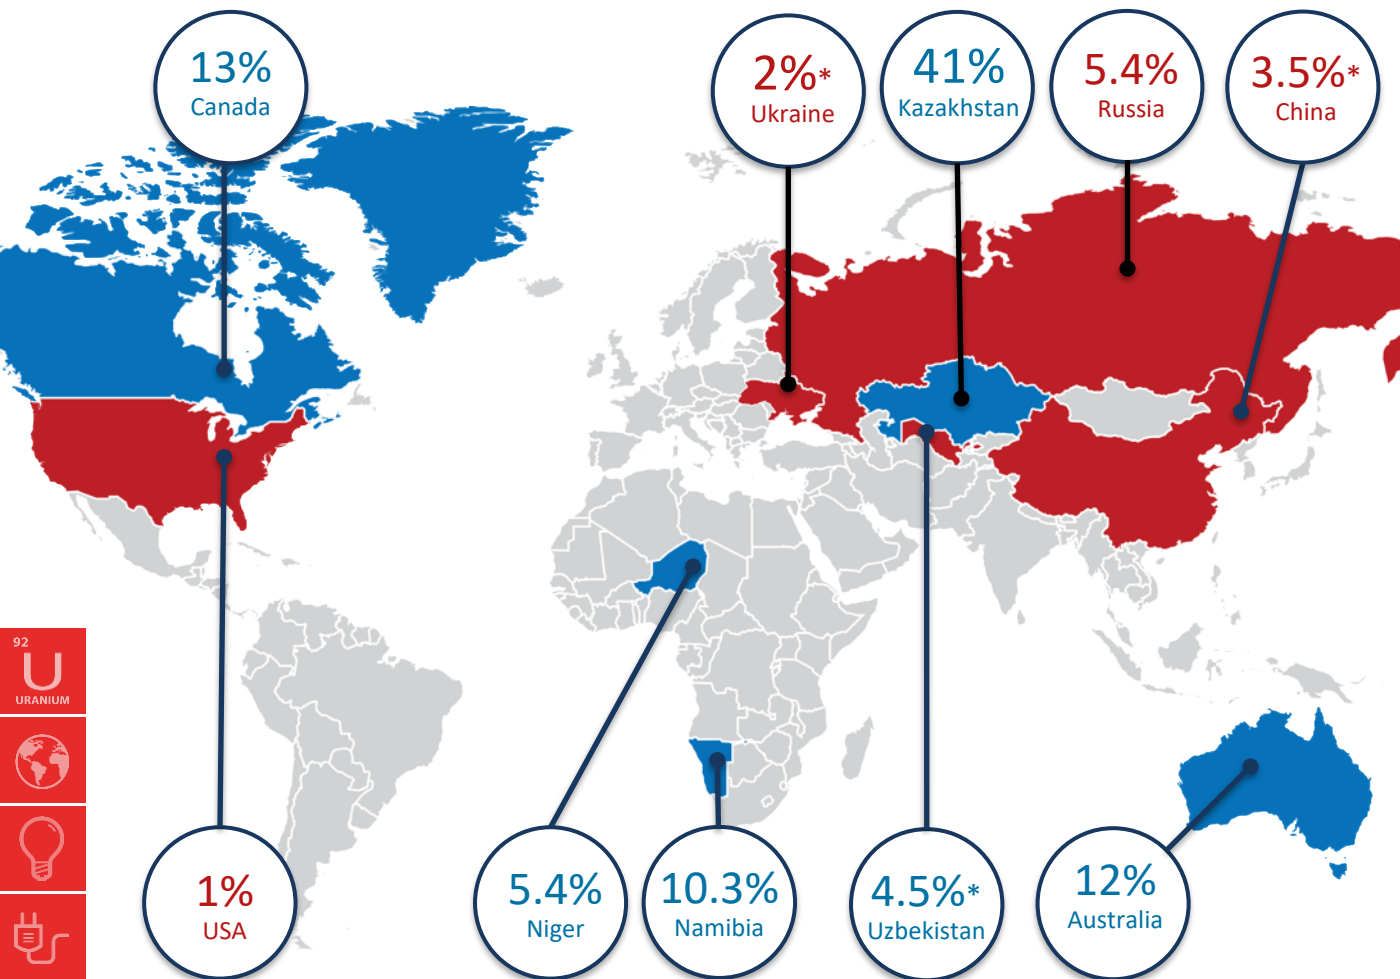 13%
Canada
2%*
Ukraine
41%
Kazakhstan
5.4%
Russia
3.5%*
China
92
U
URANIUM
1%
USA
5.4%
Niger
10.3%
Namibia
4.5%*
Uzbekistan
12%
Australia